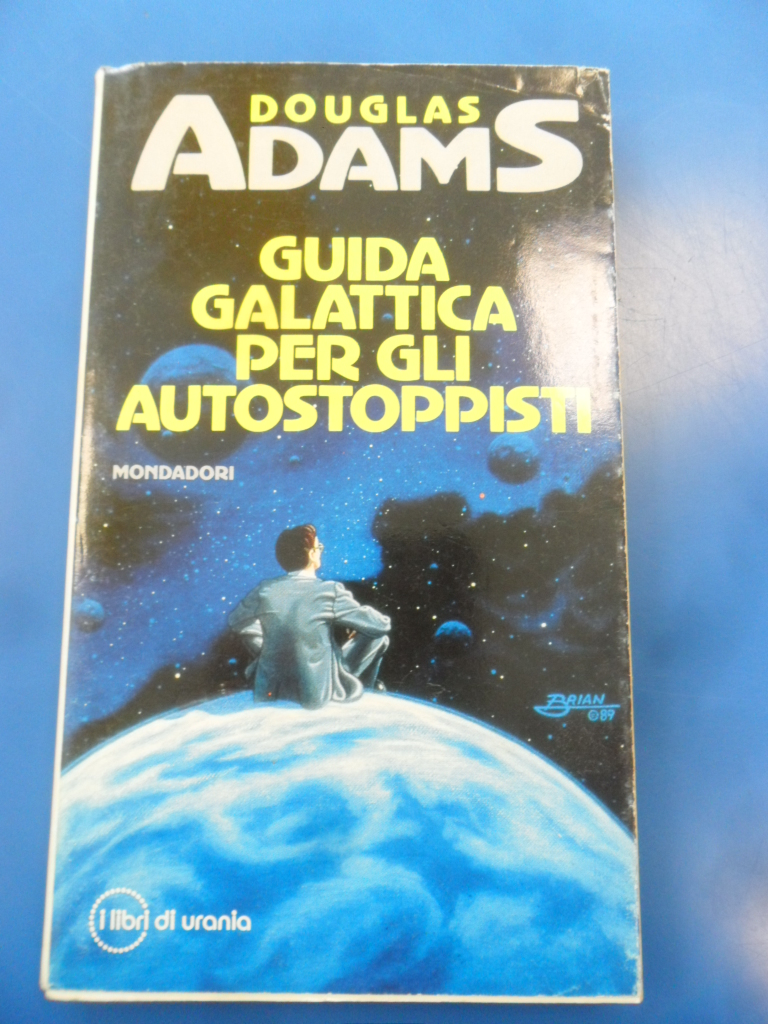 DOUGLAS
ADAMS
GUIDA
GALATTICA
PER GLI
AUTOSTOPPISTI
MONDADORI
BRIAN
©89
i libri di urania